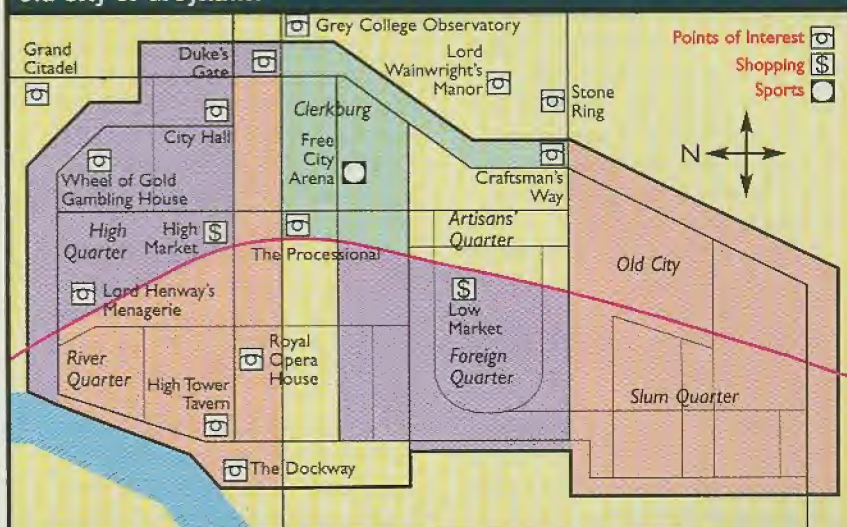 Grey College Observatory
Grand
Citadel
Duke's
Gate
Lord
Wainwright's
Manor
Points of Interest
Shopping $
Sports
Stone
Ring
Clerkburg
City Hall
Free
City
Arena
N
Wheel of Gold
Gambling House
Craftsman's
Way
High
Quarter
High
Market $
Artisans'
Quarter
The Processional
Old City
Lord Henway's
Menagerie
$
Low
Market
River
Quarter
Royal
Opera
House
Foreign
Quarter
High Tower
Tavern
Slum Quarter
The Dockway